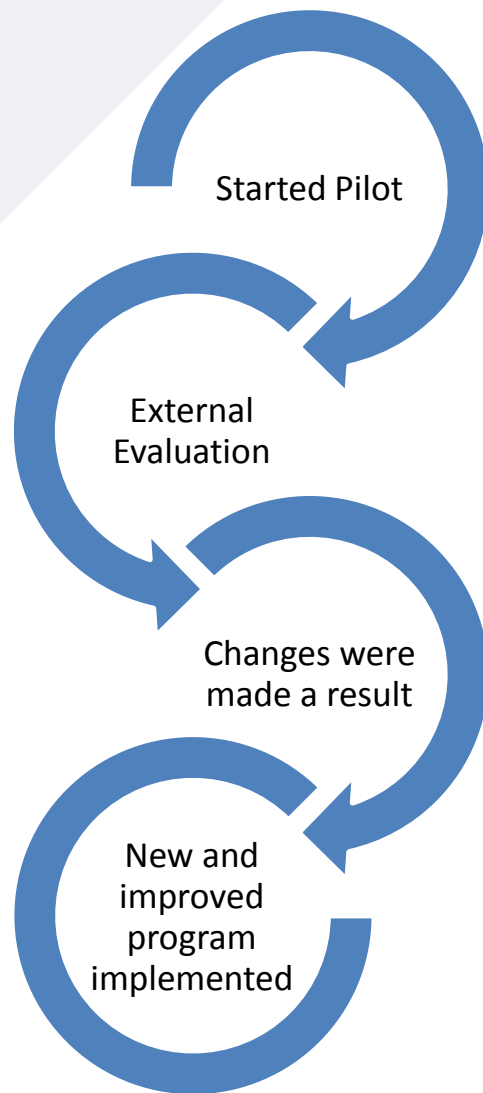 Started Pilot
External
Evaluation
Changes were
made a result
New and
improved
program
implemented